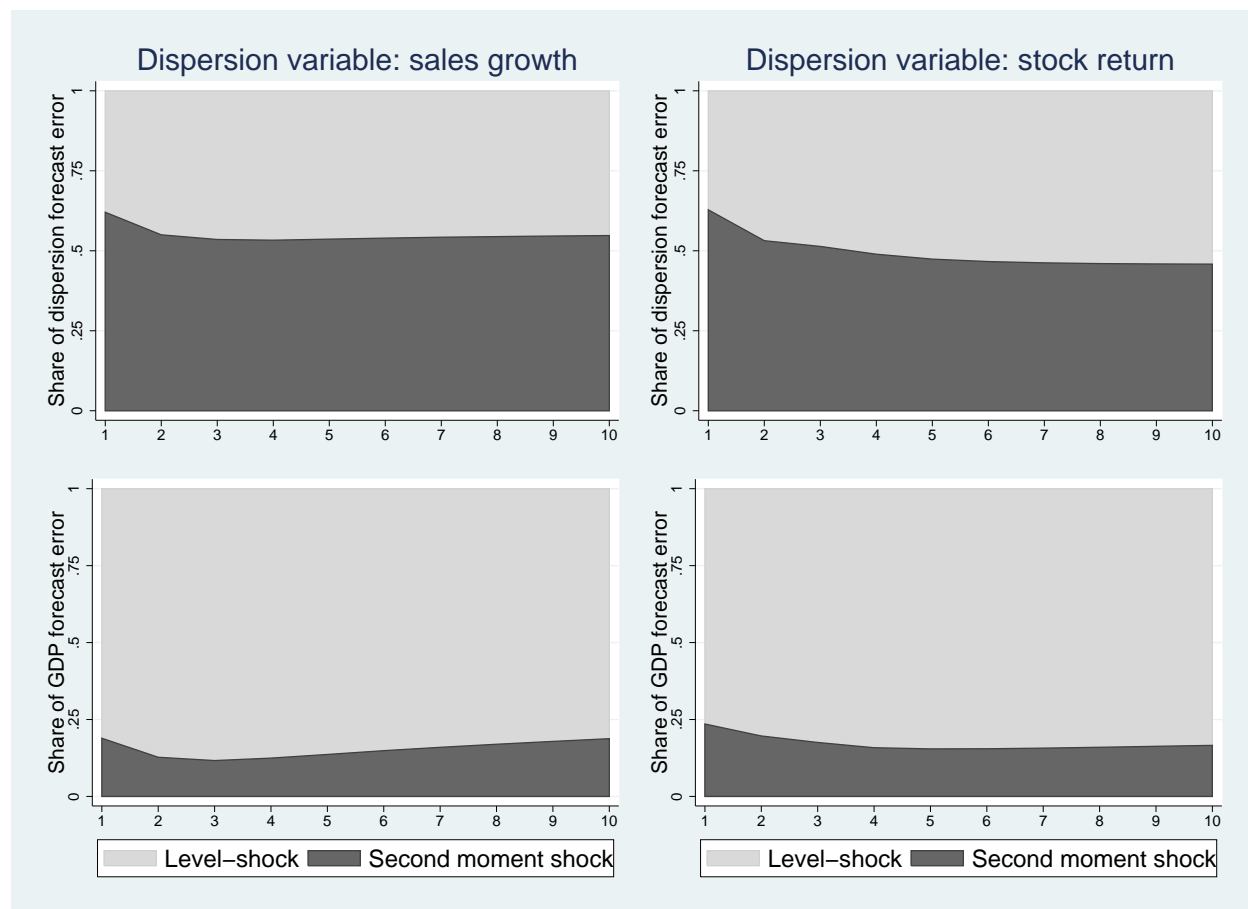 Dispersion variable: sales growth
Share of dispersion forecast error
1
.75
.5
.25
0
1 2 3 4 5 6 7 8 9 10
Dispersion variable: stock return
Share of dispersion forecast error
1
.75
.5
.25
0
1 2 3 4 5 6 7 8 9 10
Share of GDP forecast error
1
.75
.5
.25
0
1 2 3 4 5 6 7 8 9 10
Level−shock Second moment shock
Share of GDP forecast error
1
.75
.5
.25
0
1 2 3 4 5 6 7 8 9 10
Level−shock Second moment shock